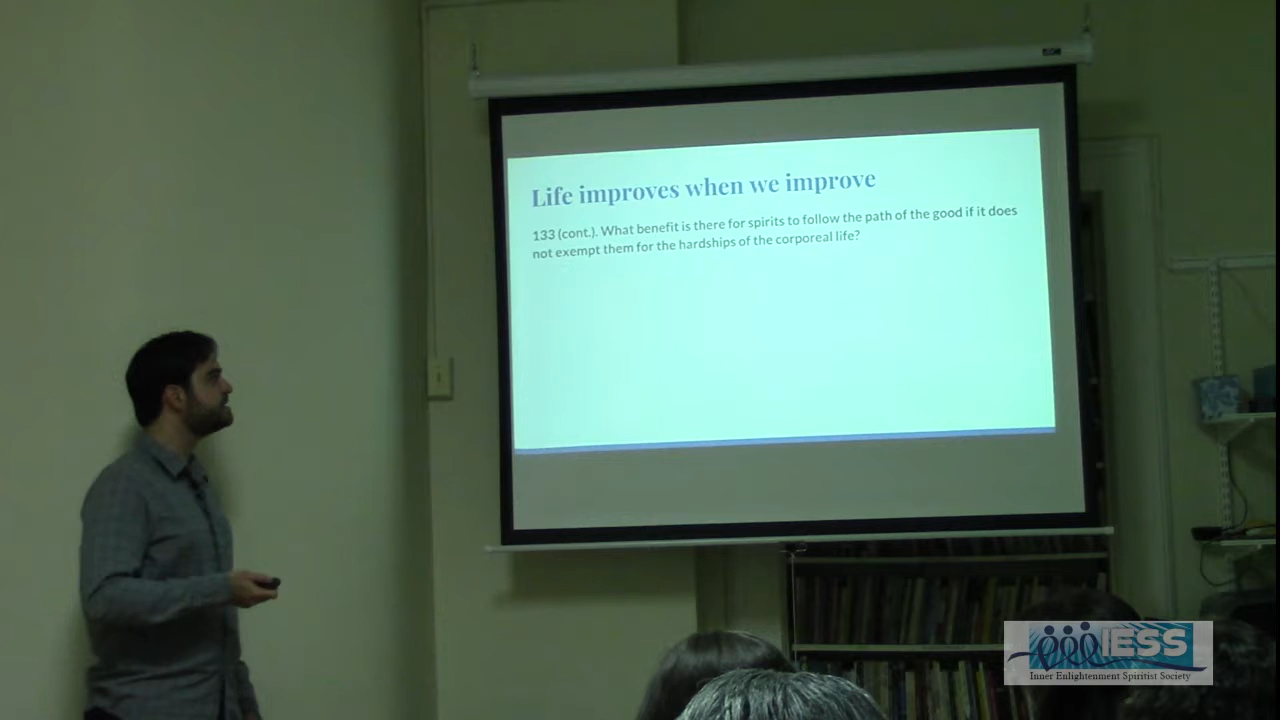 Life improves when we improve
133 (cont.). What benefit is there for spirits to follow the path of the good if it does
not exempt them for the hardships of the corporeal life?
IESS
Inner Enlightenment Spiritist Society